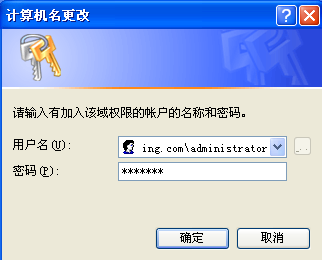 计算机名更改
请输入有加入该域权限的帐户的名称和密码。
用户名(U): ing.com\administrator
密码(P): *******
确定 取消